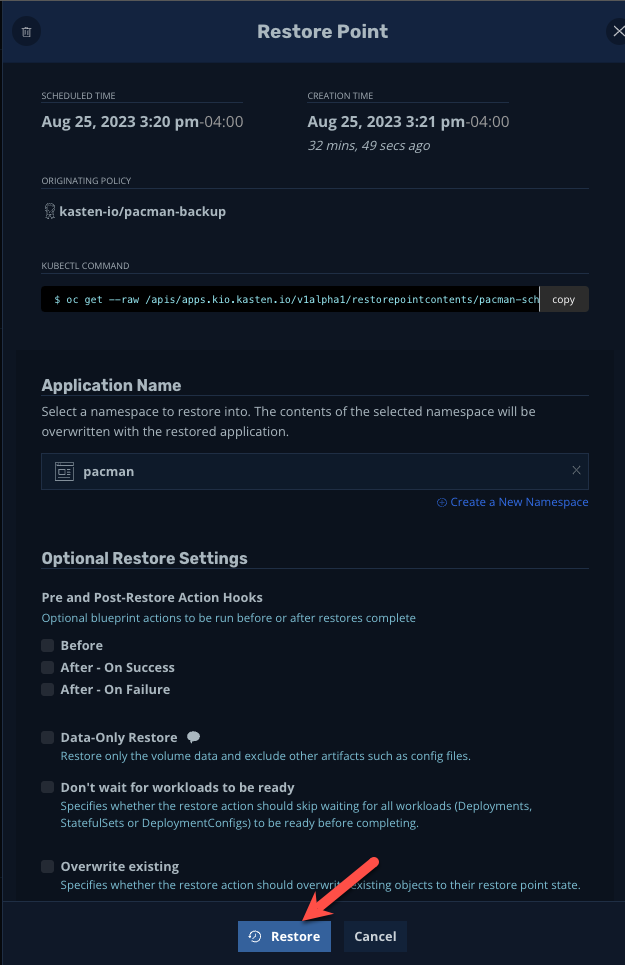 Restore Point
SCHEDULED TIME
Aug 25, 2023 3:20 pm-04:00
CREATION TIME
Aug 25, 2023 3:21 pm-04:00
32 mins, 49 secs ago
ORIGINATING POLICY
kasten-io/pacman-backup
KUBECTL COMMAND
$ oc get --raw /apis/apps.kio.kasten.io/v1alpha1/restorepointcontents/pacman-sch
copy
Application Name
Select a namespace to restore into. The contents of the selected namespace will be
overwritten with the restored application.
pacman
Create a New Namespace
Optional Restore Settings
Pre and Post-Restore Action Hooks
Optional blueprint actions to be run before or after restores complete
Before
After - On Success
After - On Failure
Data-Only Restore
Restore only the volume data and exclude other artifacts such as config files.
Don't wait for workloads to be ready
Specifies whether the restore action should skip waiting for all workloads (Deployments,
StatefulSets or DeploymentConfigs) to be ready before completing.
Overwrite existing
Specifies whether the restore action should overwrite existing objects to their restore point state.
Restore
Cancel